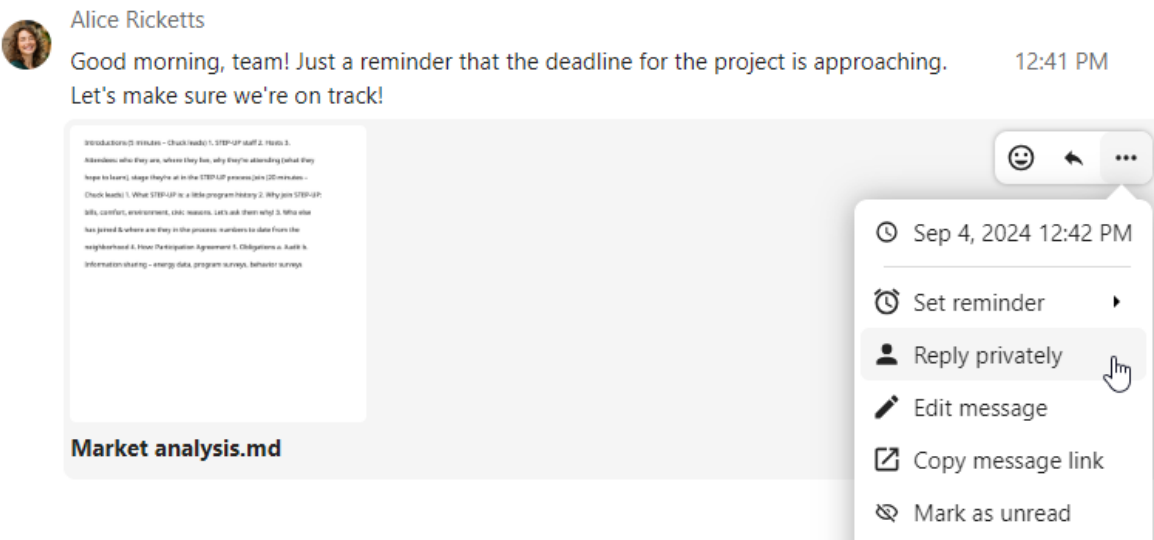 Alice Ricketts
Good morning, team! Just a reminder that the deadline for the project is approaching. 12:41 PM
Let's make sure we're on track!
Introductions (5 minutes – Chuck leads) 1. STEP-UP staff 2. Hosts 3.
Attendees: who they are, where they live, why they're attending (what they
hope to learn), stage they're at in the STEP-UP process Join (20 minutes –
Chuck leads) 1. What STEP-UP is: a little program history 2. Why join STEP-UP:
bills, comfort, environment, civic reasons. Let's ask them why! 3. Who else
has joined & where are they in the process: numbers to date from the
neighborhood 4. How: Participation Agreement 5. Obligations a. Audit b.
Information sharing – energy data, program surveys, behavior surveys
Market analysis.md
Sep 4, 2024 12:42 PM
Set reminder
Reply privately
Edit message
Copy message link
Mark as unread